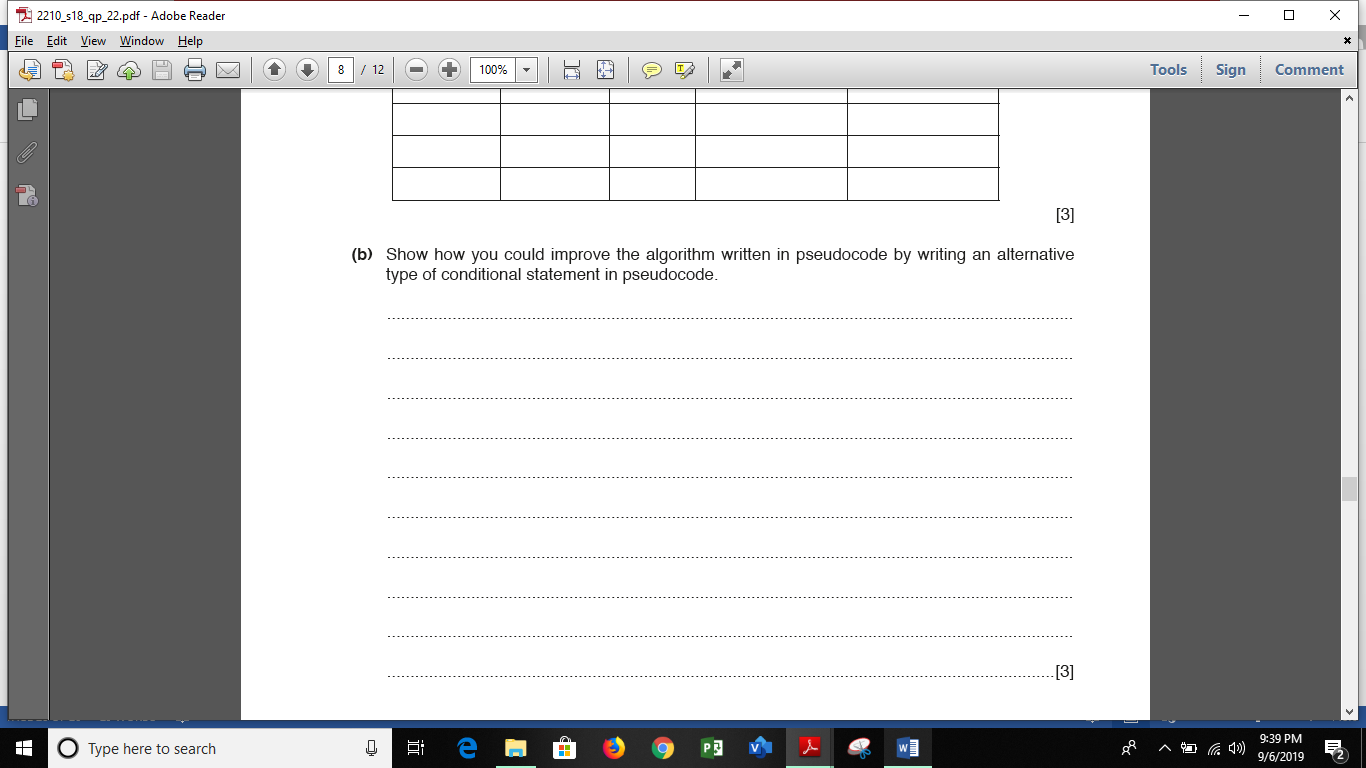 2210_s18_qp_22.pdf - Adobe Reader
File Edit View Window Help
8 / 12 100% Tools Sign Comment
[3]
(b) Show how you could improve the algorithm written in pseudocode by writing an alternative
type of conditional statement in pseudocode.
[3]
Type here to search
9:39 PM
9/6/2019
2